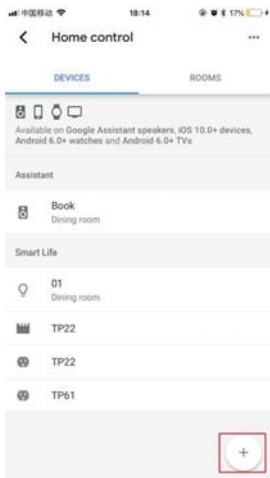 中国移动 18:14 17%
Home control
DEVICES ROOMS
Available on Google Assistant speakers, iOS 10.0+ devices,
Android 6.0+ watches and Android 6.0+ TVs
Assistant
Book
Dining room
Smart Life
01
Dining room
TP22
TP22
TP61